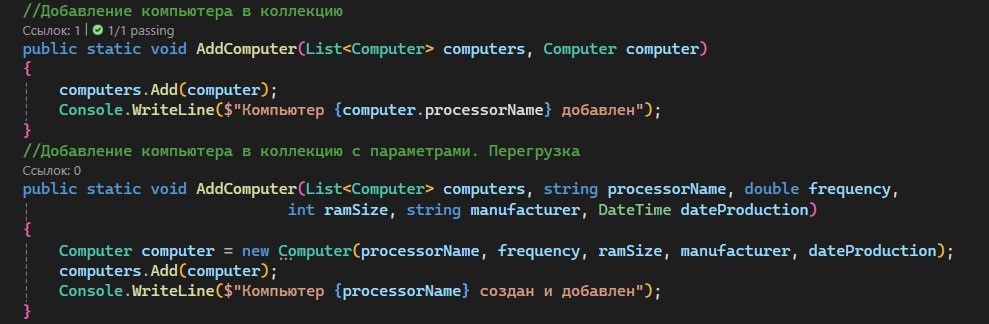 //Добавление компьютера в коллекцию
Ссылок: 1 | 1/1 passing
public static void AddComputer(List<Computer> computers, Computer computer)
{
computers.Add(computer);
Console.WriteLine($"Компьютер {computer.processorName} добавлен");
}
//Добавление компьютера в коллекцию с параметрами. Перегрузка
Ссылок: 0
public static void AddComputer(List<Computer> computers, string processorName, double frequency,
int ramSize, string manufacturer, DateTime dateProduction)
{
Computer computer = new Computer(processorName, frequency, ramSize, manufacturer, dateProduction);
computers.Add(computer);
Console.WriteLine($"Компьютер {processorName} создан и добавлен");
}